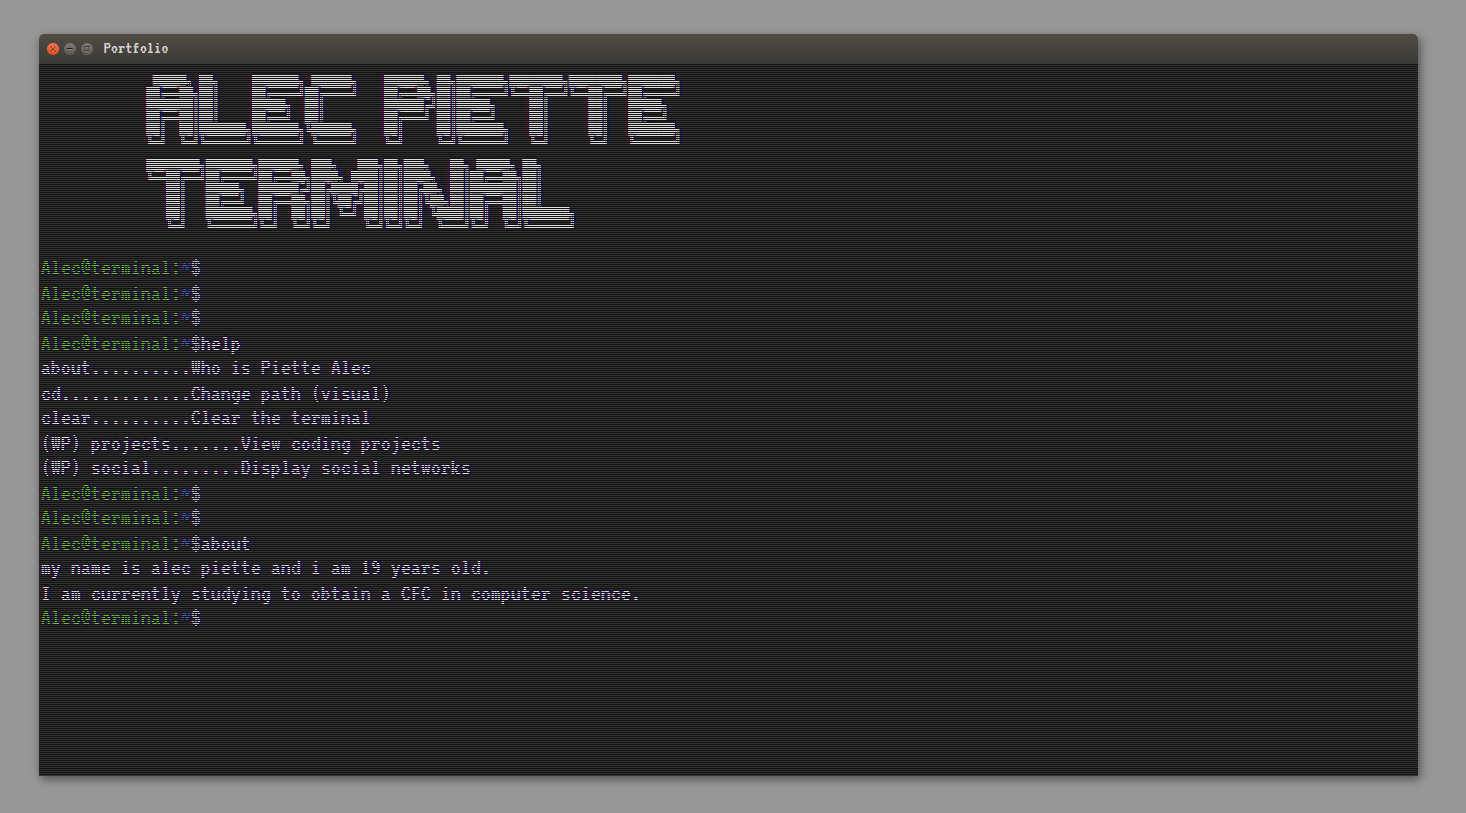 Portfolio
ALEC PIETTE
TERMINAL
Alec@terminal:~$
Alec@terminal:~$
Alec@terminal:~$
Alec@terminal:~$help
about..........Who is Piette Alec
cd.............Change path (visual)
clear..........Clear the terminal
(WP) projects.......View coding projects
(WP) social.........Display social networks
Alec@terminal:~$
Alec@terminal:~$
Alec@terminal:~$about
my name is alec piette and i am 19 years old.
I am currently studying to obtain a CFC in computer science.
Alec@terminal:~$